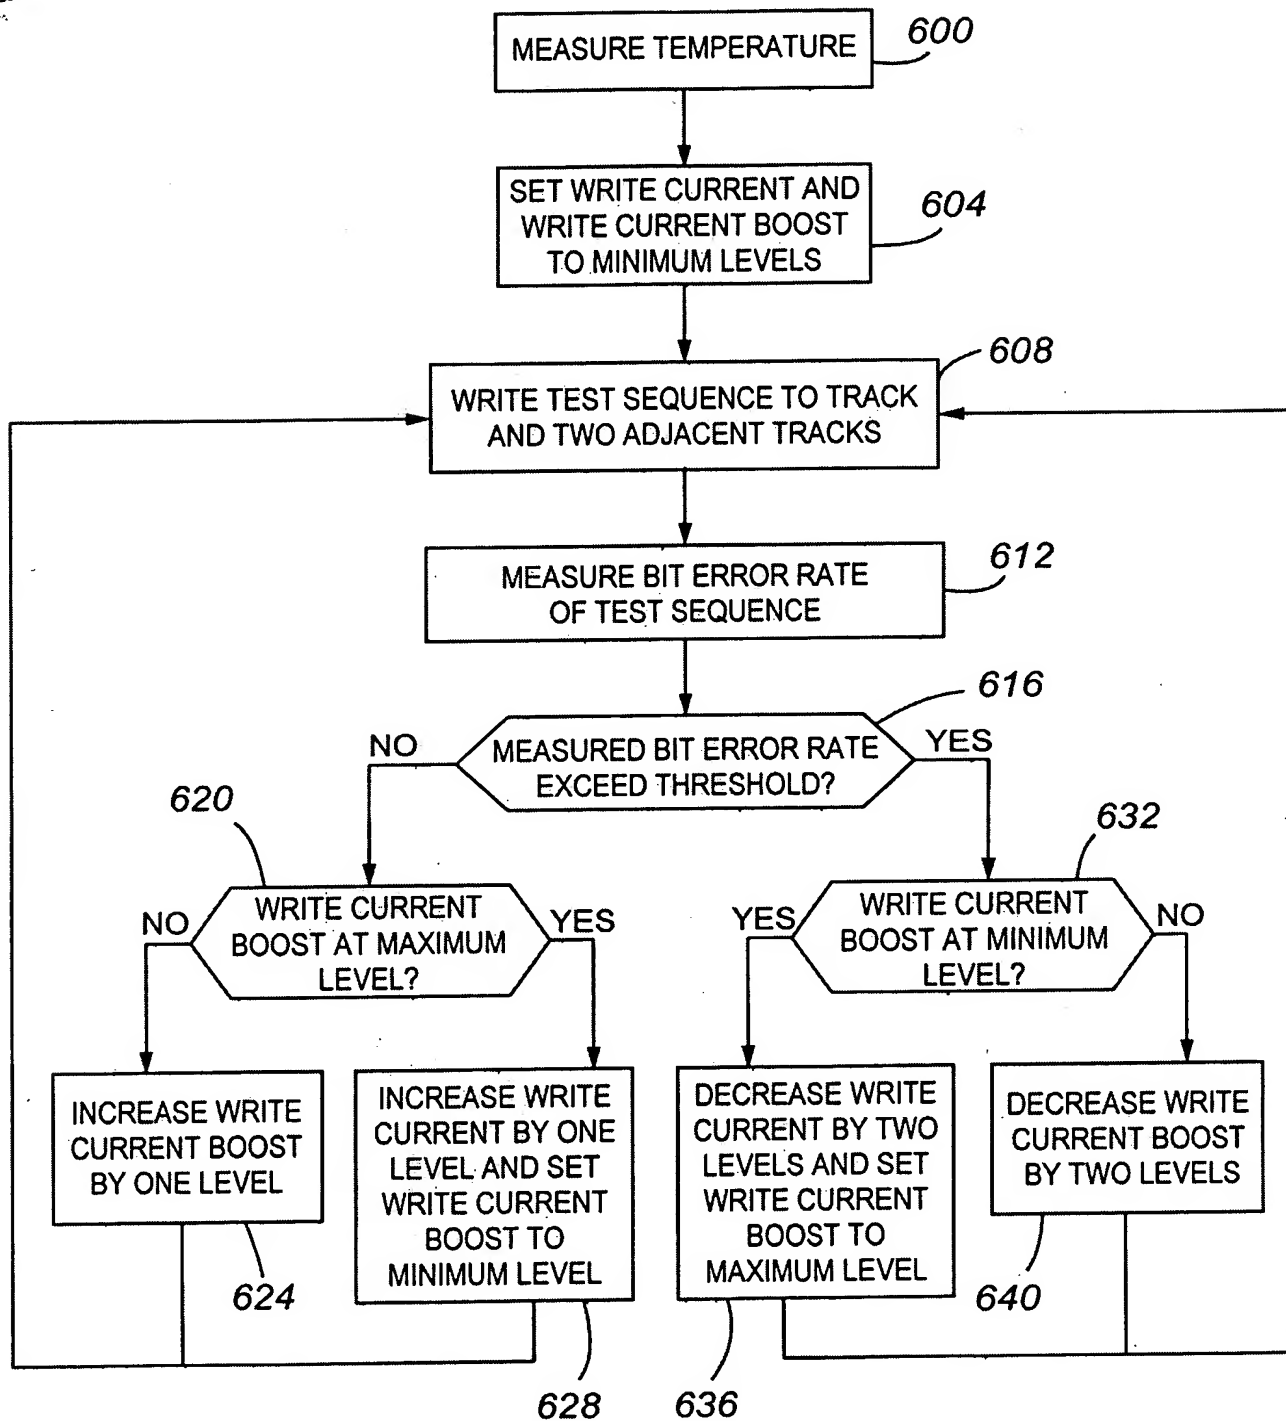 MEASURE TEMPERATURE
600
SET WRITE CURRENT AND
WRITE CURRENT BOOST
TO MINIMUM LEVELS
604
608
WRITE TEST SEQUENCE TO TRACK
AND TWO ADJACENT TRACKS
612
MEASURE BIT ERROR RATE
OF TEST SEQUENCE
616
NO
MEASURED BIT ERROR RATE
EXCEED THRESHOLD?
YES
620
632
NO
WRITE CURRENT
BOOST AT MAXIMUM
LEVEL?
YES
YES
WRITE CURRENT
BOOST AT MINIMUM
LEVEL?
NO
INCREASE WRITE
CURRENT BOOST
BY ONE LEVEL
INCREASE WRITE
CURRENT BY ONE
LEVEL AND SET
WRITE CURRENT
BOOST TO
MINIMUM LEVEL
DECREASE WRITE
CURRENT BY TWO
LEVELS AND SET
WRITE CURRENT
BOOST TO
MAXIMUM LEVEL
DECREASE WRITE
CURRENT BOOST
BY TWO LEVELS
624
628
636
640